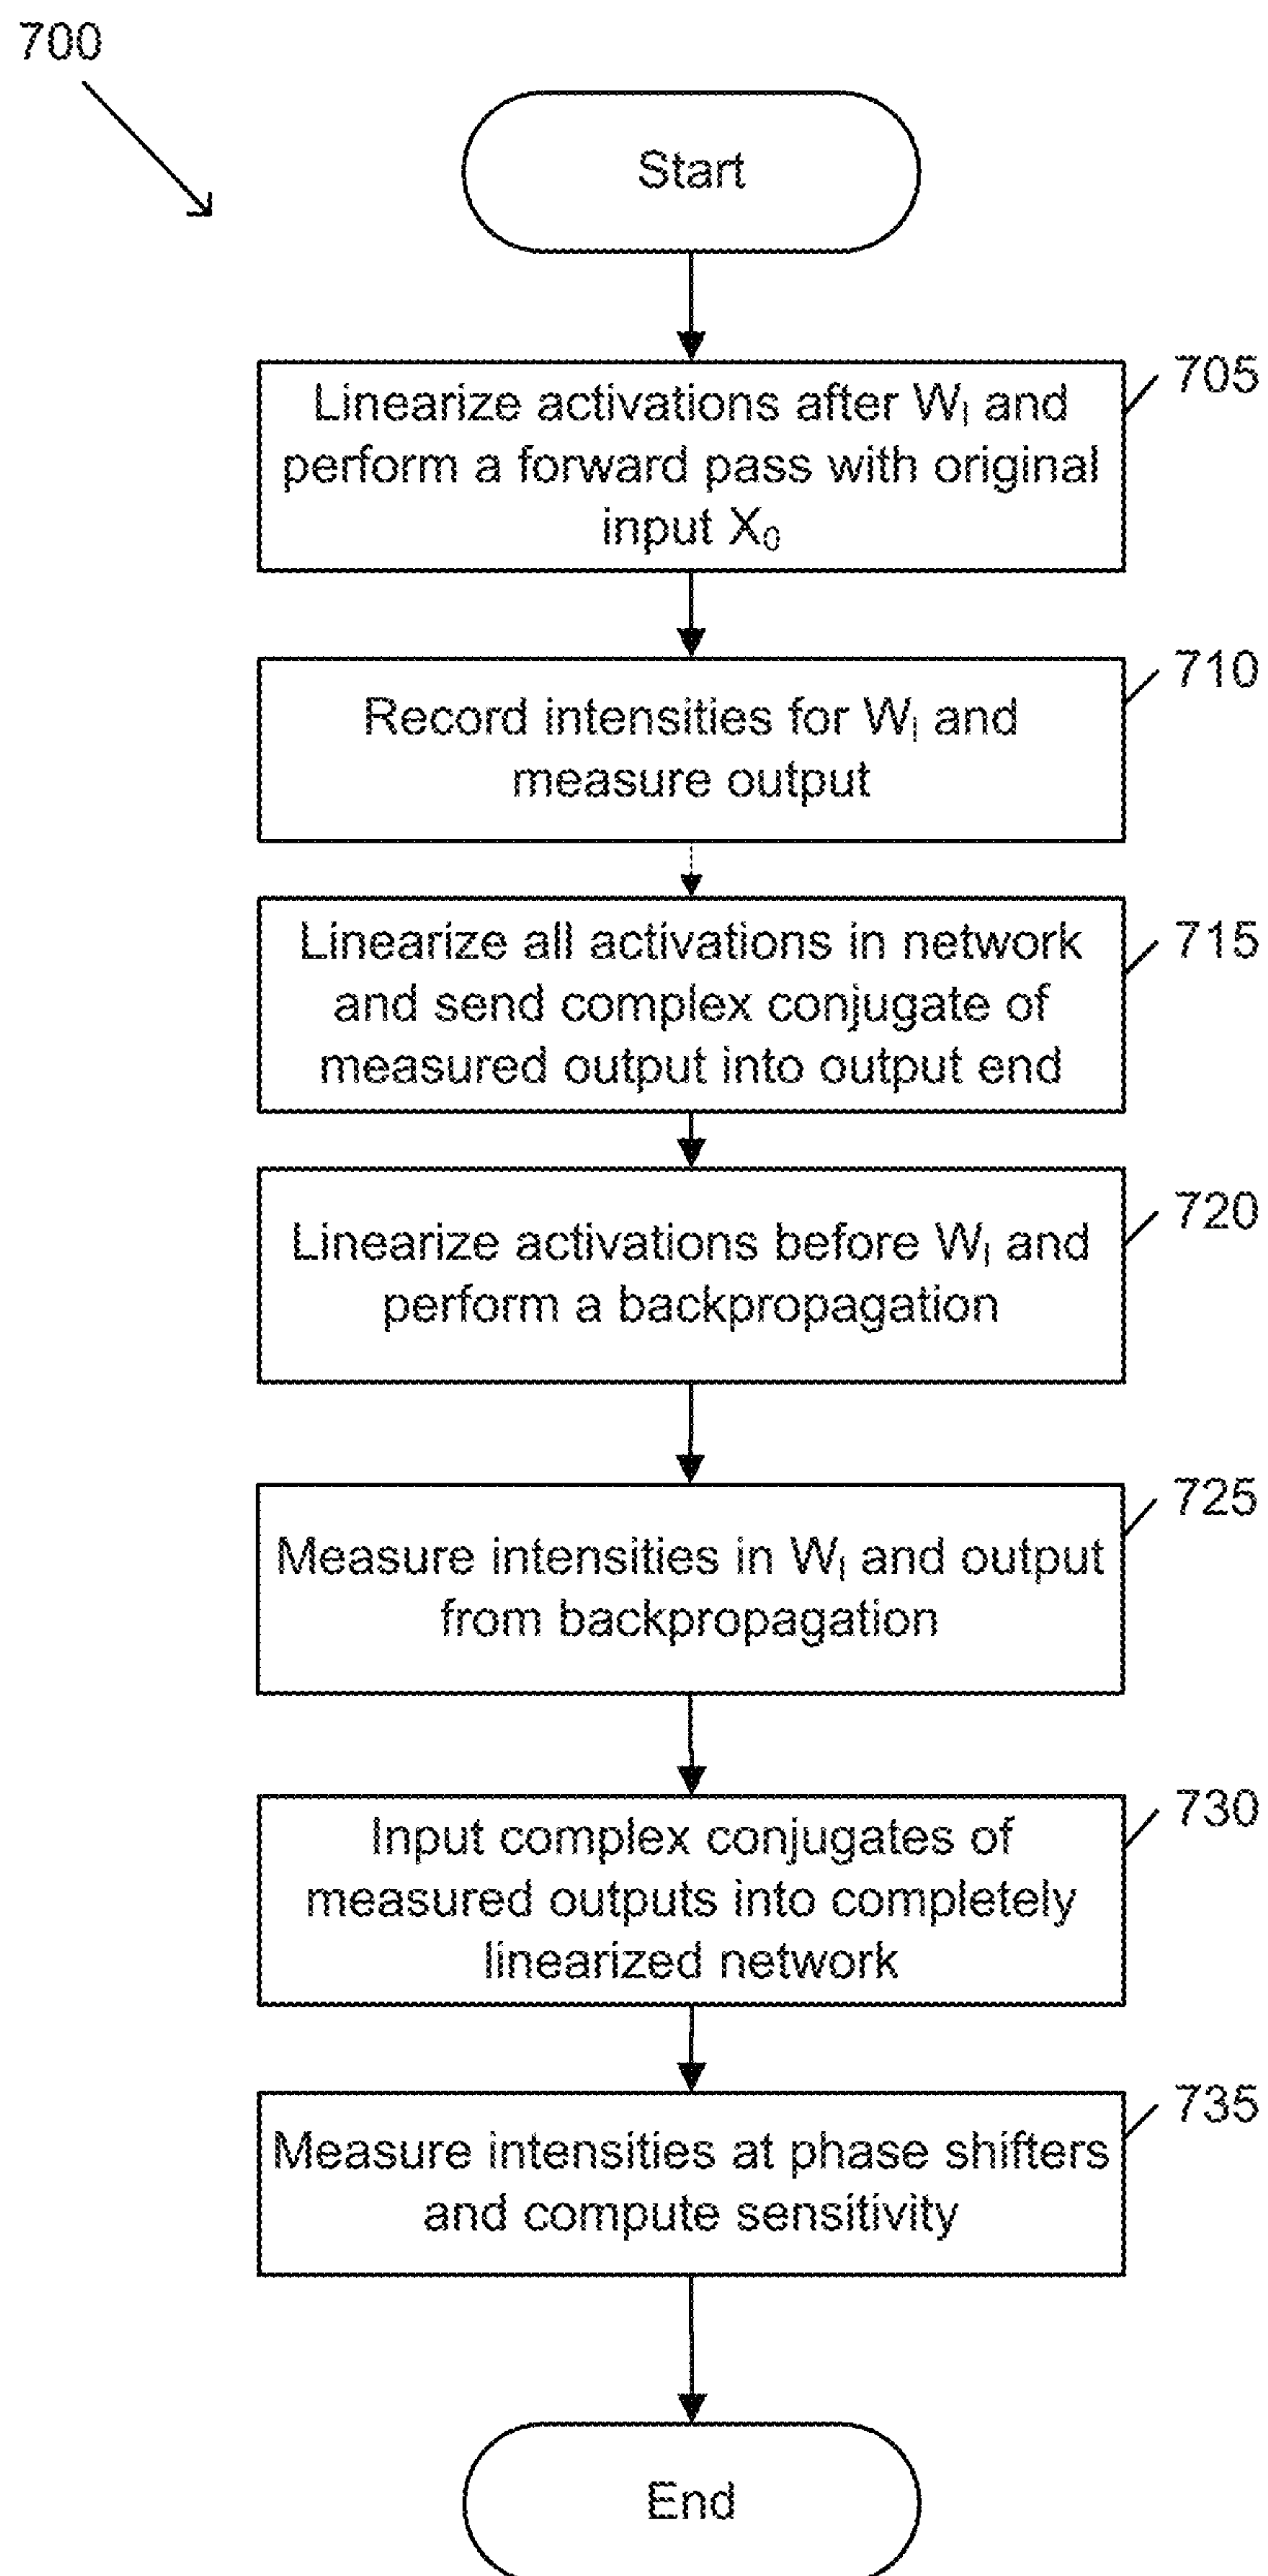 700
Start
Linearize activations after Wₗ and
perform a forward pass with original
input X₀
705
Record intensities for Wₗ and
measure output
710
Linearize all activations in network
and send complex conjugate of
measured output into output end
715
Linearize activations before Wₗ and
perform a backpropagation
720
Measure intensities in Wₗ and output
from backpropagation
725
Input complex conjugates of
measured outputs into completely
linearized network
730
Measure intensities at phase shifters
and compute sensitivity
735
End